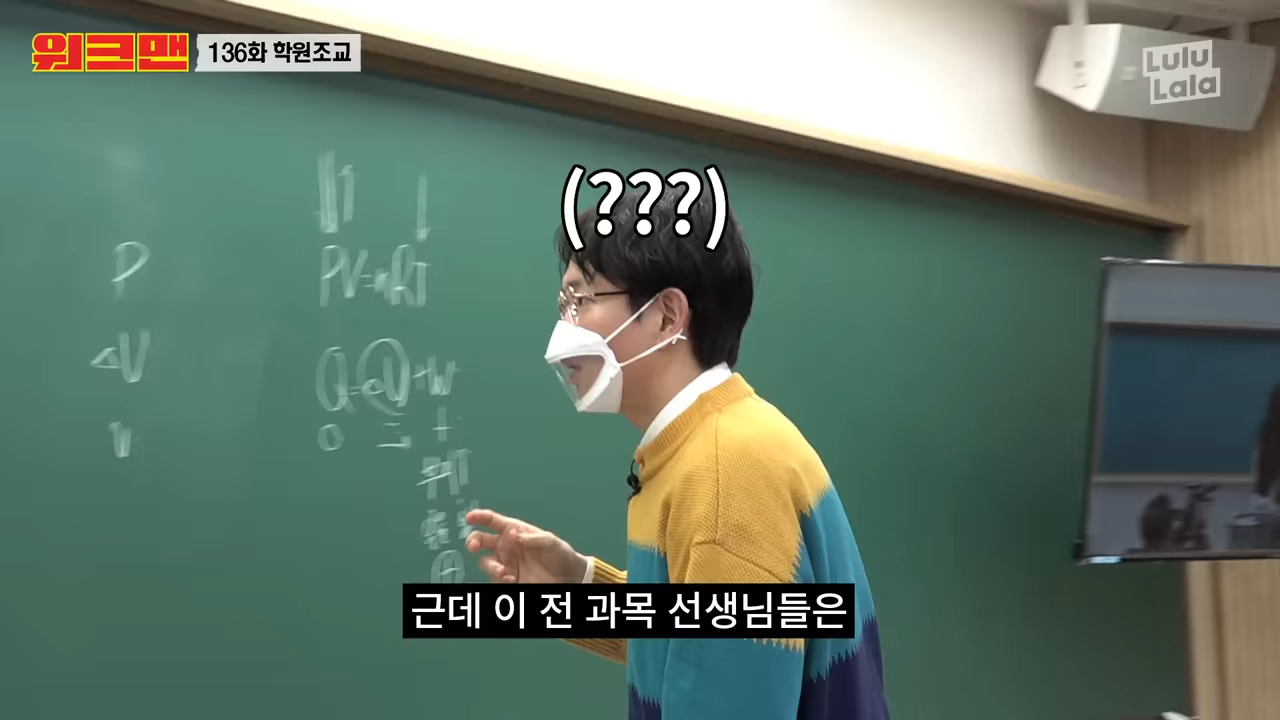 워크맨
136화 학원조교
Lulu
Lala
(???)
P
PV=nRT
ΔV
W
근데 이 전 과목 선생님들은